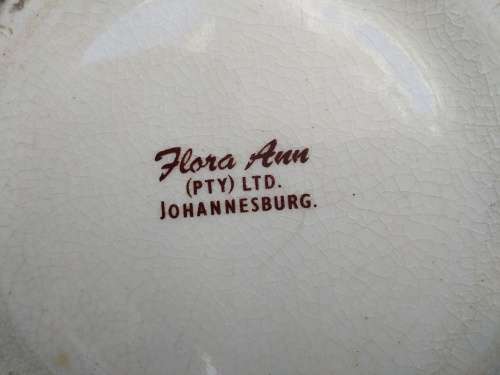 Flora Ann
(PTY) LTD.
JOHANNESBURG.